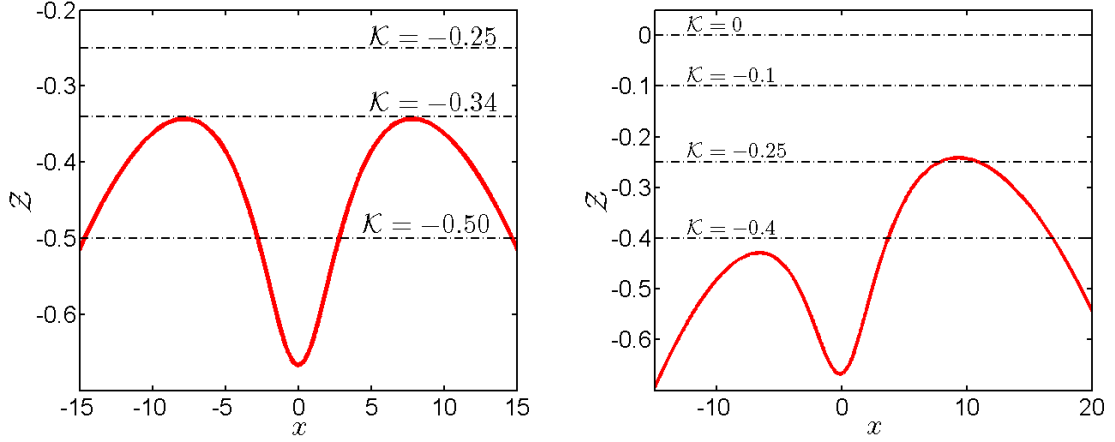 -0.2
-0.3
-0.4
-0.5
-0.6
𝒵
𝒦 = −0.25
𝒦 = −0.34
𝒦 = −0.50
-15 -10 -5 0 5 10 15
x
0
-0.1
-0.2
-0.3
-0.4
-0.5
-0.6
𝒵
𝒦 = 0
𝒦 = −0.1
𝒦 = −0.25
𝒦 = −0.4
-10 0 10 20
x